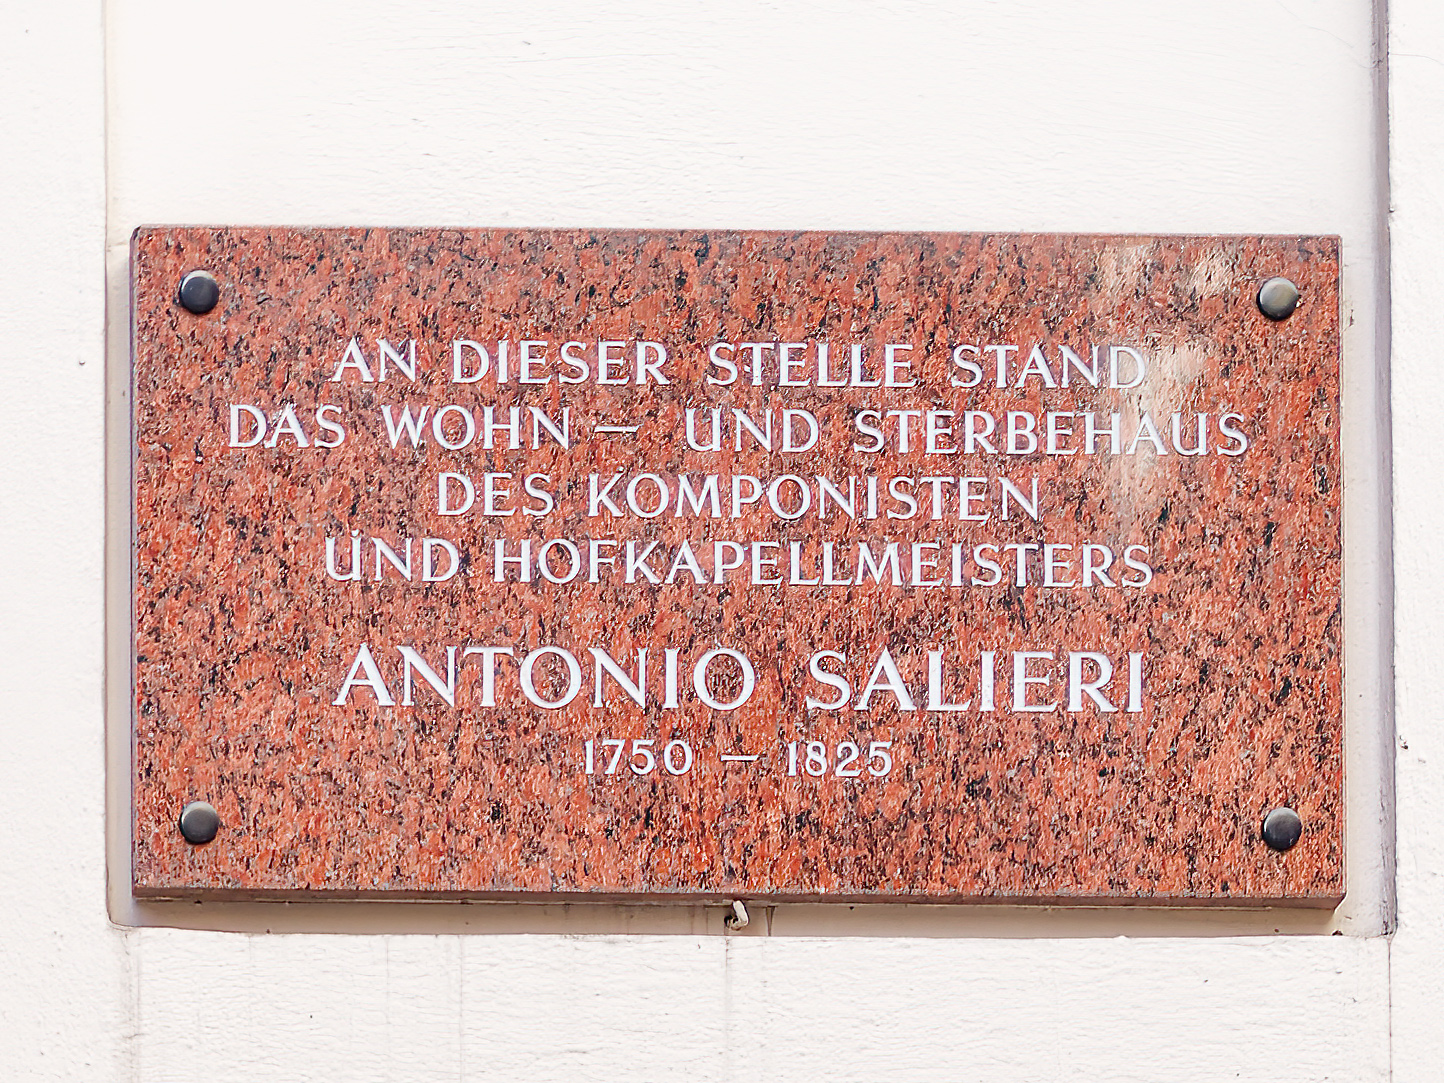 AN DIESER STELLE STAND
DAS WOHN – UND STERBEHAUS
DES KOMPONISTEN
UND HOFKAPELLMEISTERS
ANTONIO SALIERI
1750 – 1825